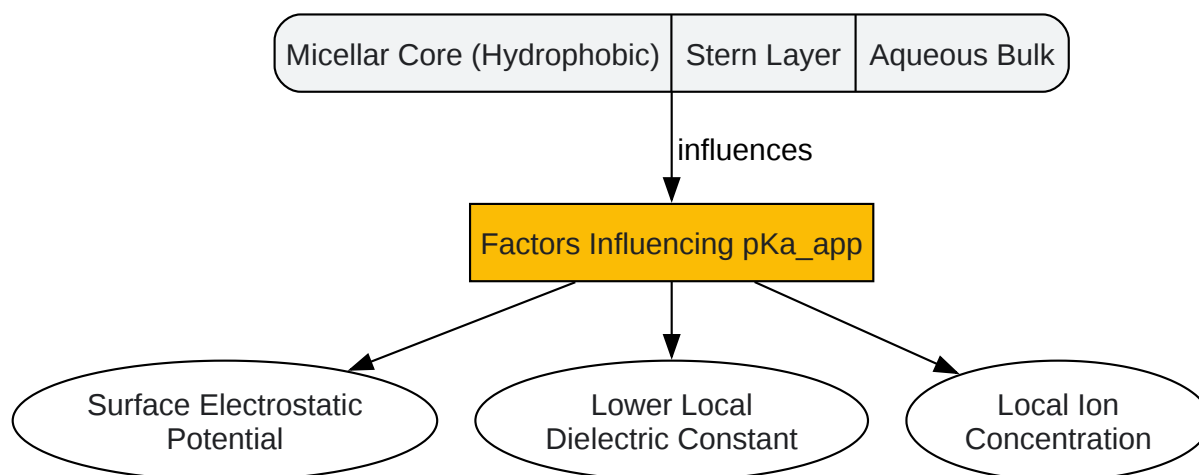 Micellar Core (Hydrophobic)
Stern Layer
Aqueous Bulk
influences
Factors Influencing pKa_app
Surface Electrostatic
Potential
Lower Local
Dielectric Constant
Local Ion
Concentration